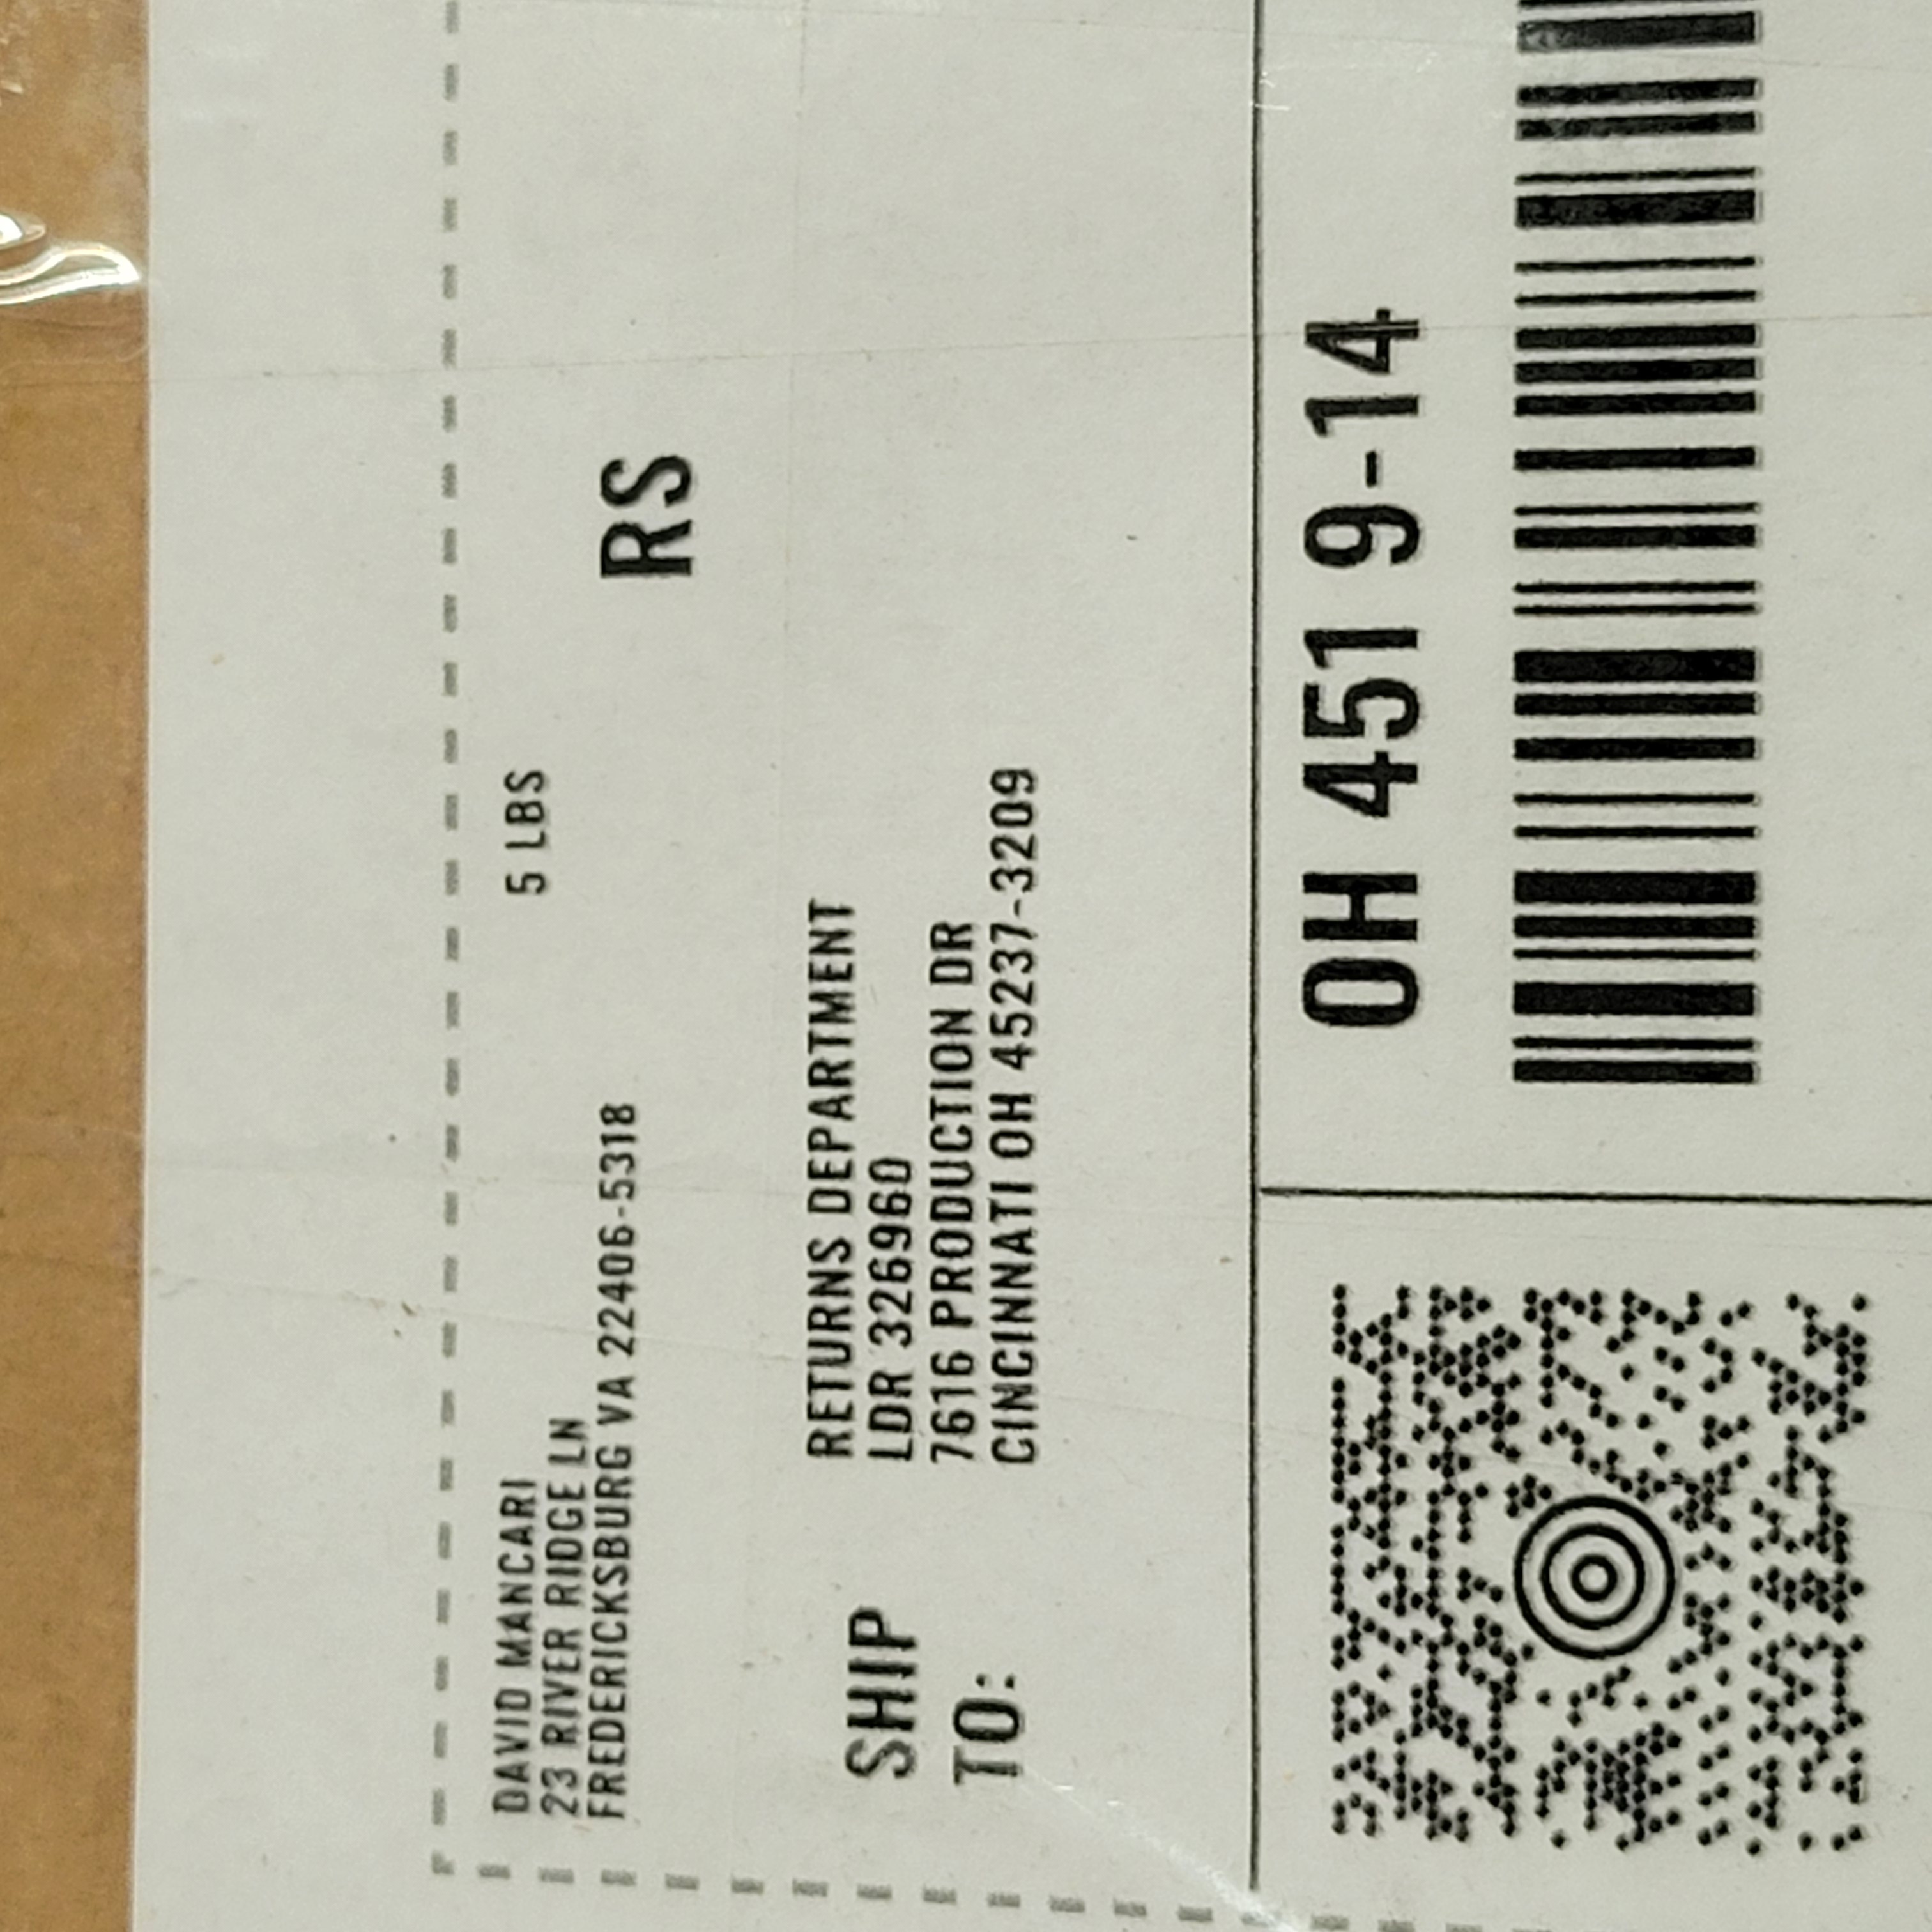 DAVID MANCARI
23 RIVER RIDGE LN
FREDERICKSBURG VA 22406-5318
5 LBS
RS
SHIP
TO:
RETURNS DEPARTMENT
LDR 326960
7616 PRODUCTION DR
CINCINNATI OH 45237-3209
OH 451 9-14